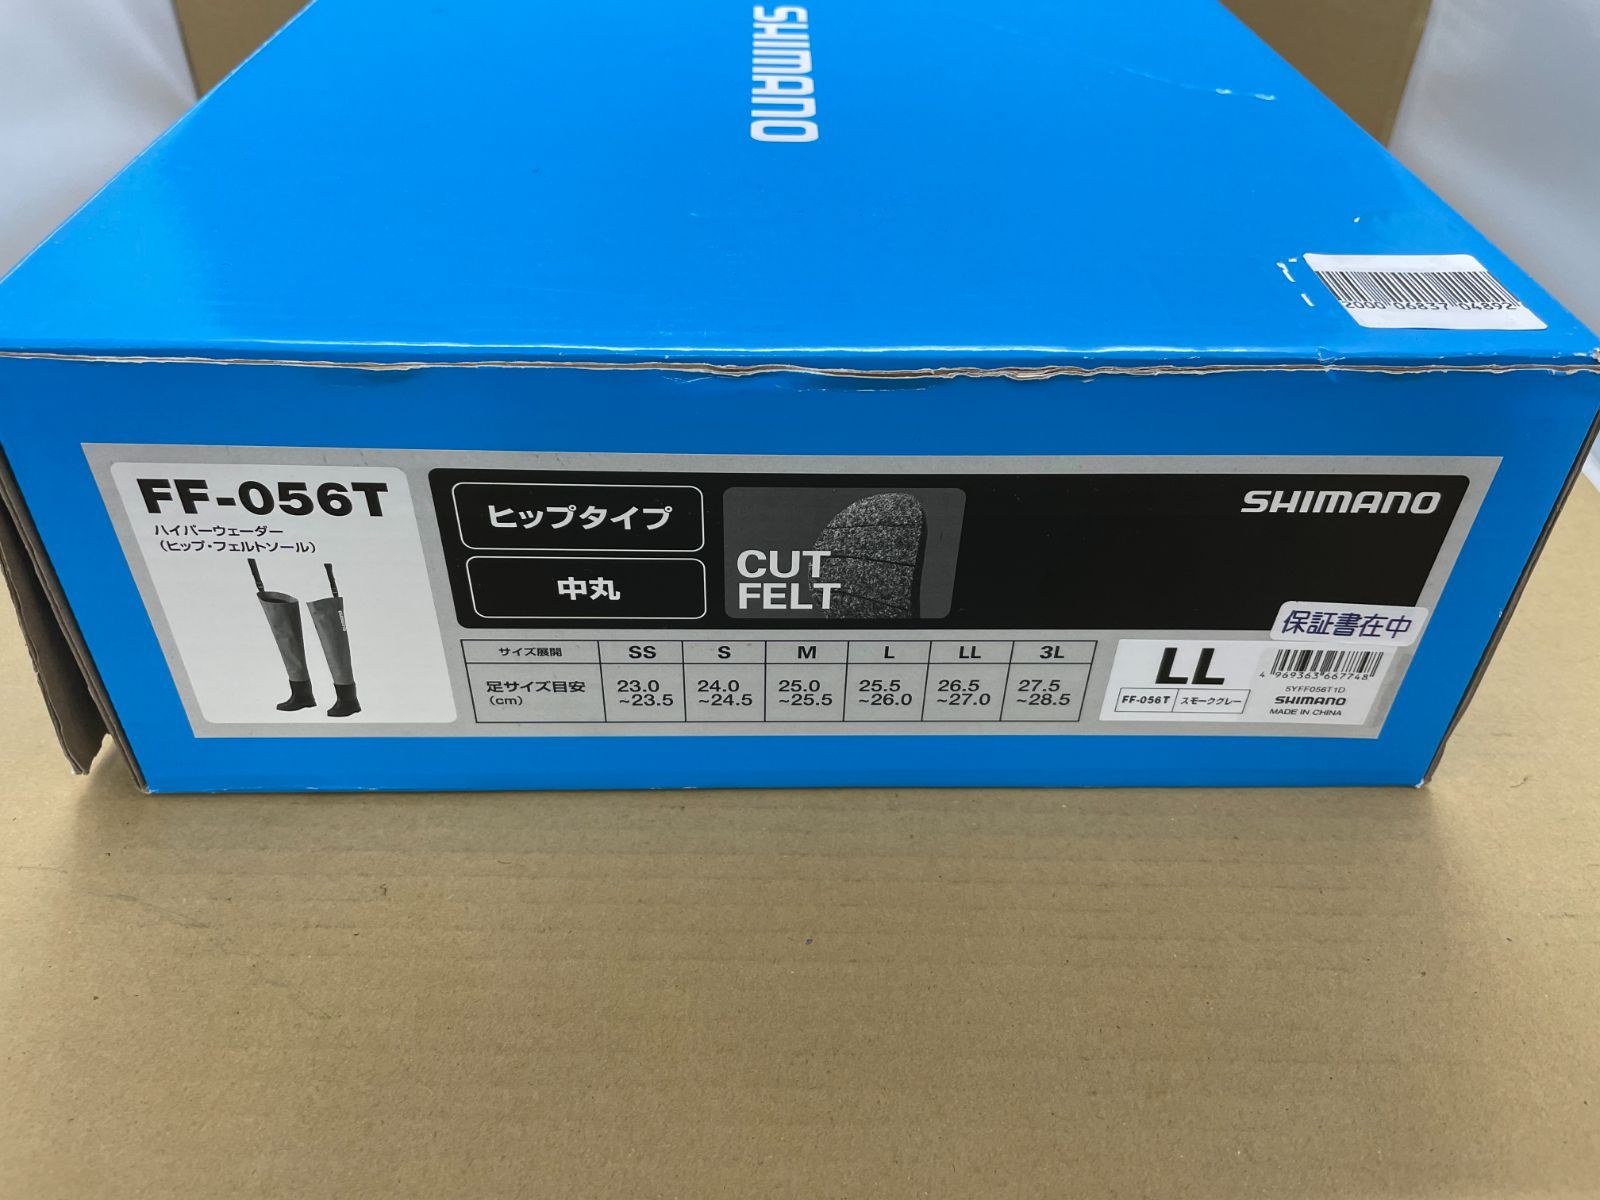 SHIMANO
2000 06837 04892
FF-056T
ハイパーウェーダー
(ヒップ・フェルトソール)
ヒップタイプ
中丸
CUT
FELT
SHIMANO
保証書在中
サイズ展開 SS S M L LL 3L
足サイズ目安 23.0 24.0 25.0 25.5 26.5 27.5
(cm) ~23.5 ~24.5 ~25.5 ~26.0 ~27.0 ~28.5
LL
FF-056T スモークグレー
4 969363 667748
5YFF056T1D
SHIMANO
MADE IN CHINA